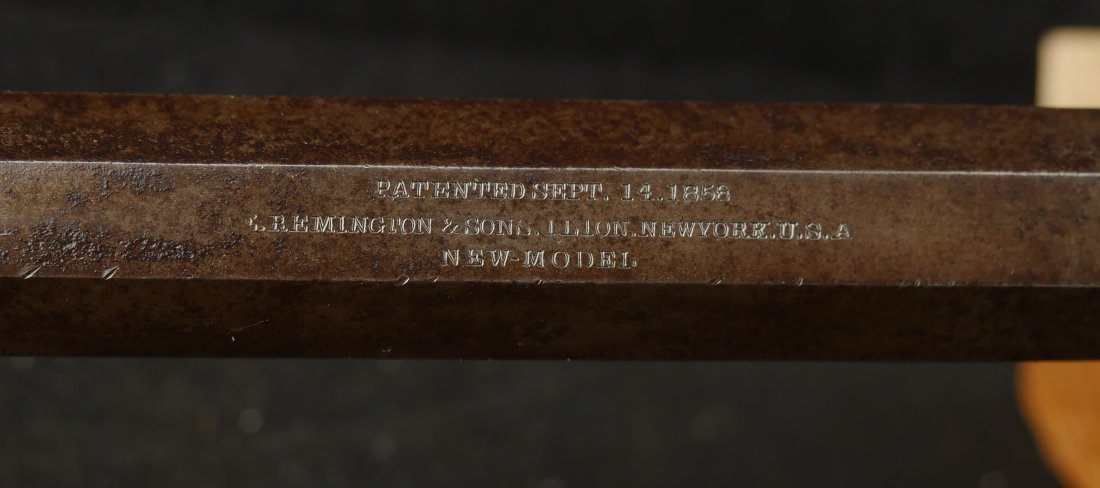 PATENTED SEPT. 14.1858
E. REMINGTON & SONS. ILION. NEWYORK. U.S.A
NEW-MODEL